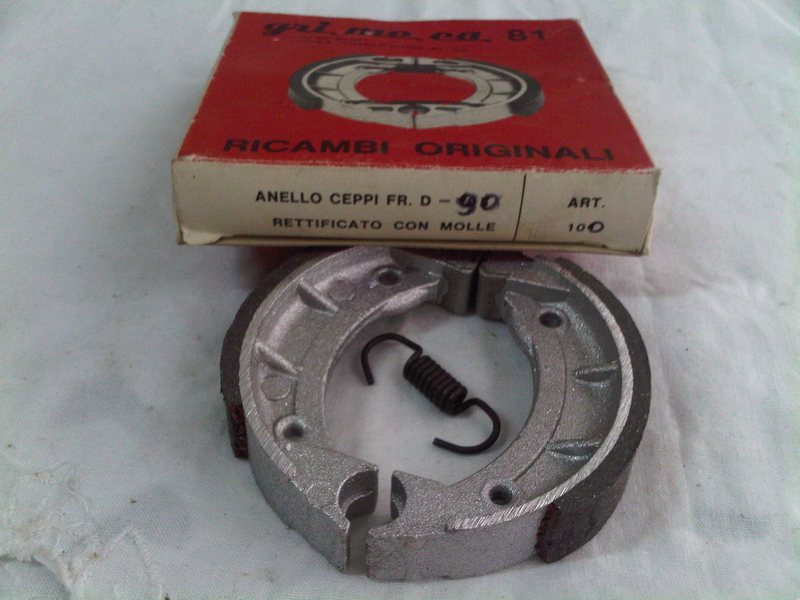 gri.me.ca. 81
RICAMBI ORIGINALI
ANELLO CEPPI FR. D - 90
RETTIFICATO CON MOLLE
ART.
100